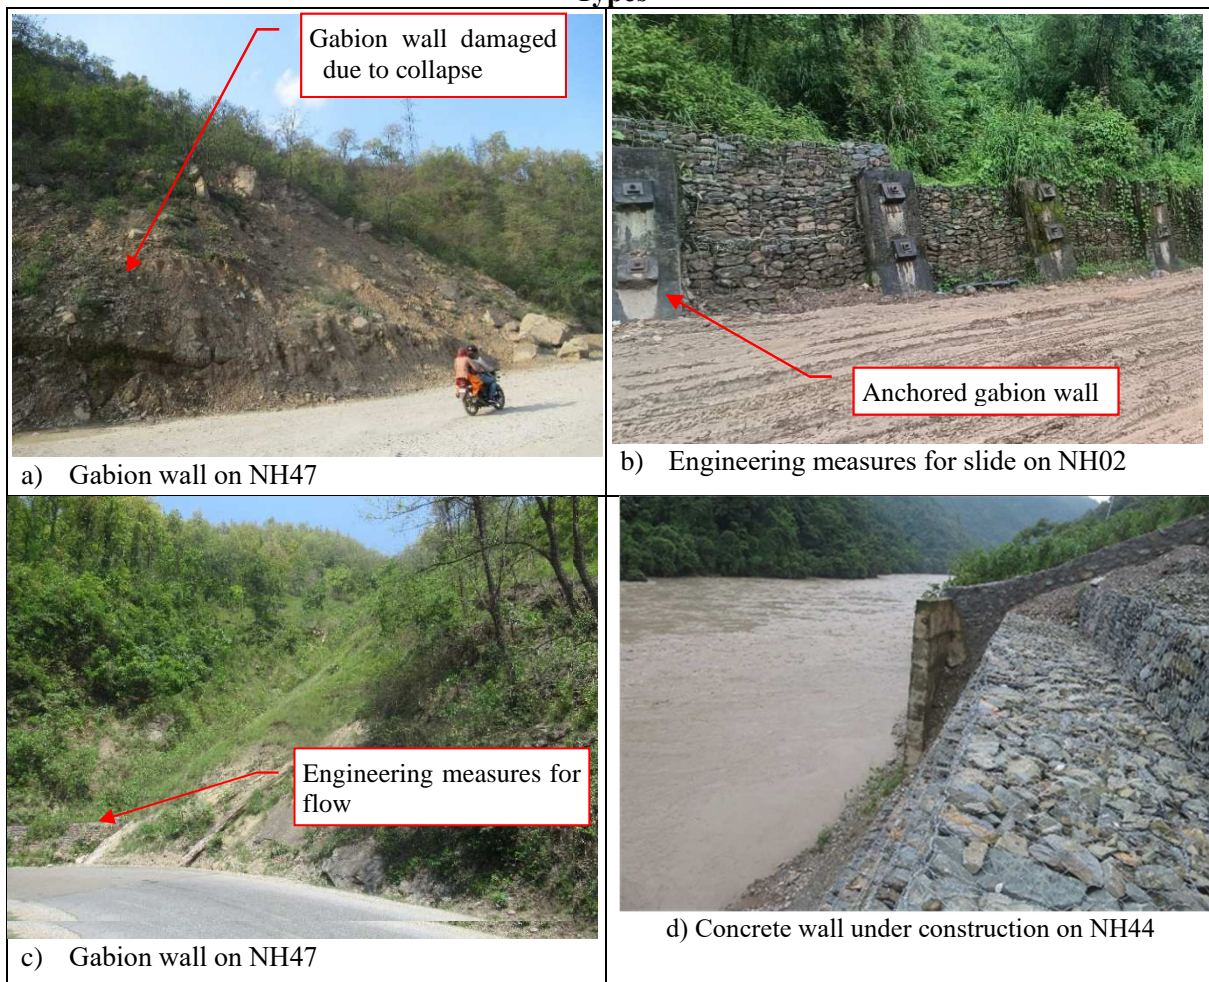 Types
Gabion wall damaged
due to collapse
Anchored gabion wall
a) Gabion wall on NH47
b) Engineering measures for slide on NH02
Engineering measures for
flow
c) Gabion wall on NH47
d) Concrete wall under construction on NH44